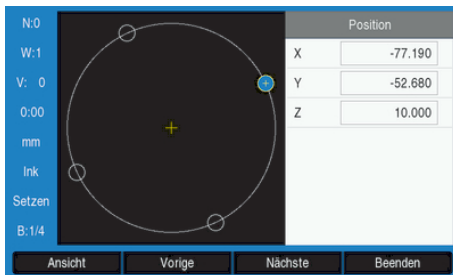 N:0
W:1
V: 0
0:00
mm
Ink
Setzen
B:1/4
Position
X -77.190
Y -52.680
Z 10.000
Ansicht Vorige Nächste Beenden